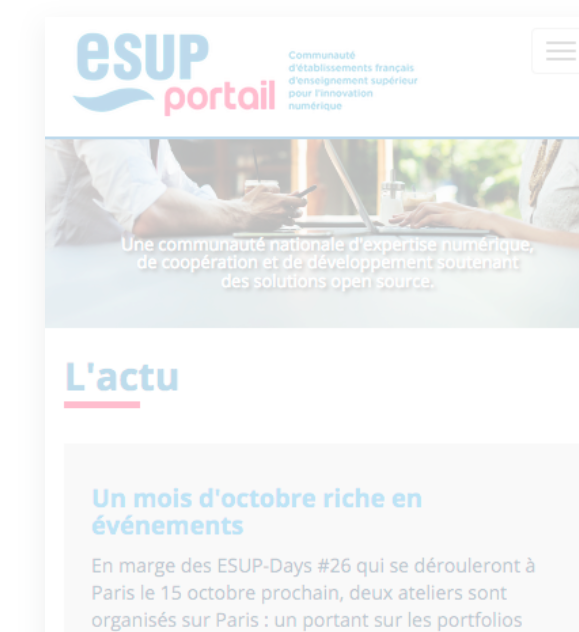 esup
portail
Communauté
d'établissements français
d'enseignement supérieur
pour l'innovation
numérique
Une communauté nationale d'expertise numérique,
de coopération et de développement soutenant
des solutions open source.
L'actu
Un mois d'octobre riche en
événements
En marge des ESUP-Days #26 qui se dérouleront à
Paris le 15 octobre prochain, deux ateliers sont
organisés sur Paris : un portant sur les portfolios